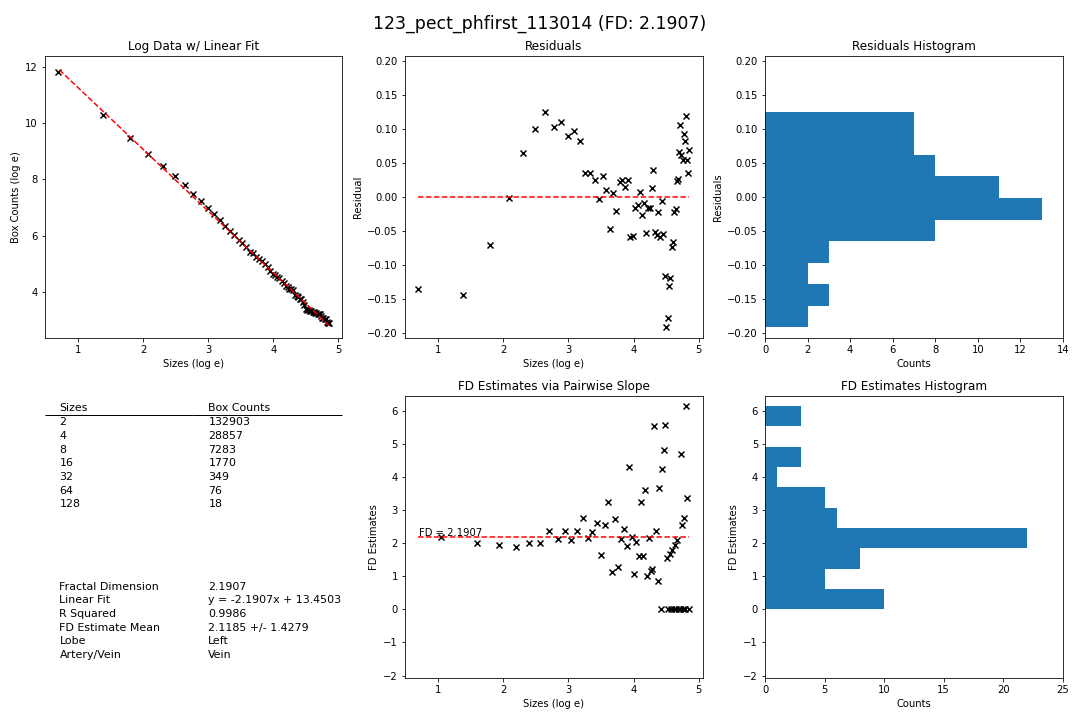 123_pect_phfirst_113014 (FD: 2.1907)
Log Data w/ Linear Fit
Box Counts (log e)
12
10
8
6
4
1 2 3 4 5
Sizes (log e)
Residuals
Residual
0.20
0.15
0.10
0.05
0.00
−0.05
−0.10
−0.15
−0.20
1 2 3 4 5
Sizes (log e)
Residuals Histogram
Residuals
0.20
0.15
0.10
0.05
0.00
−0.05
−0.10
−0.15
−0.20
0 2 4 6 8 10 12 14
Counts
Sizes Box Counts
2 132903
4 28857
8 7283
16 1770
32 349
64 76
128 18
Fractal Dimension 2.1907
Linear Fit y = -2.1907x + 13.4503
R Squared 0.9986
FD Estimate Mean 2.1185 +/- 1.4279
Lobe Left
Artery/Vein Vein
FD Estimates via Pairwise Slope
FD Estimates
6
5
4
3
2
1
0
−1
−2
FD = 2.1907
1 2 3 4 5
Sizes (log e)
FD Estimates Histogram
FD Estimates
6
5
4
3
2
1
0
−1
−2
0 5 10 15 20 25
Counts